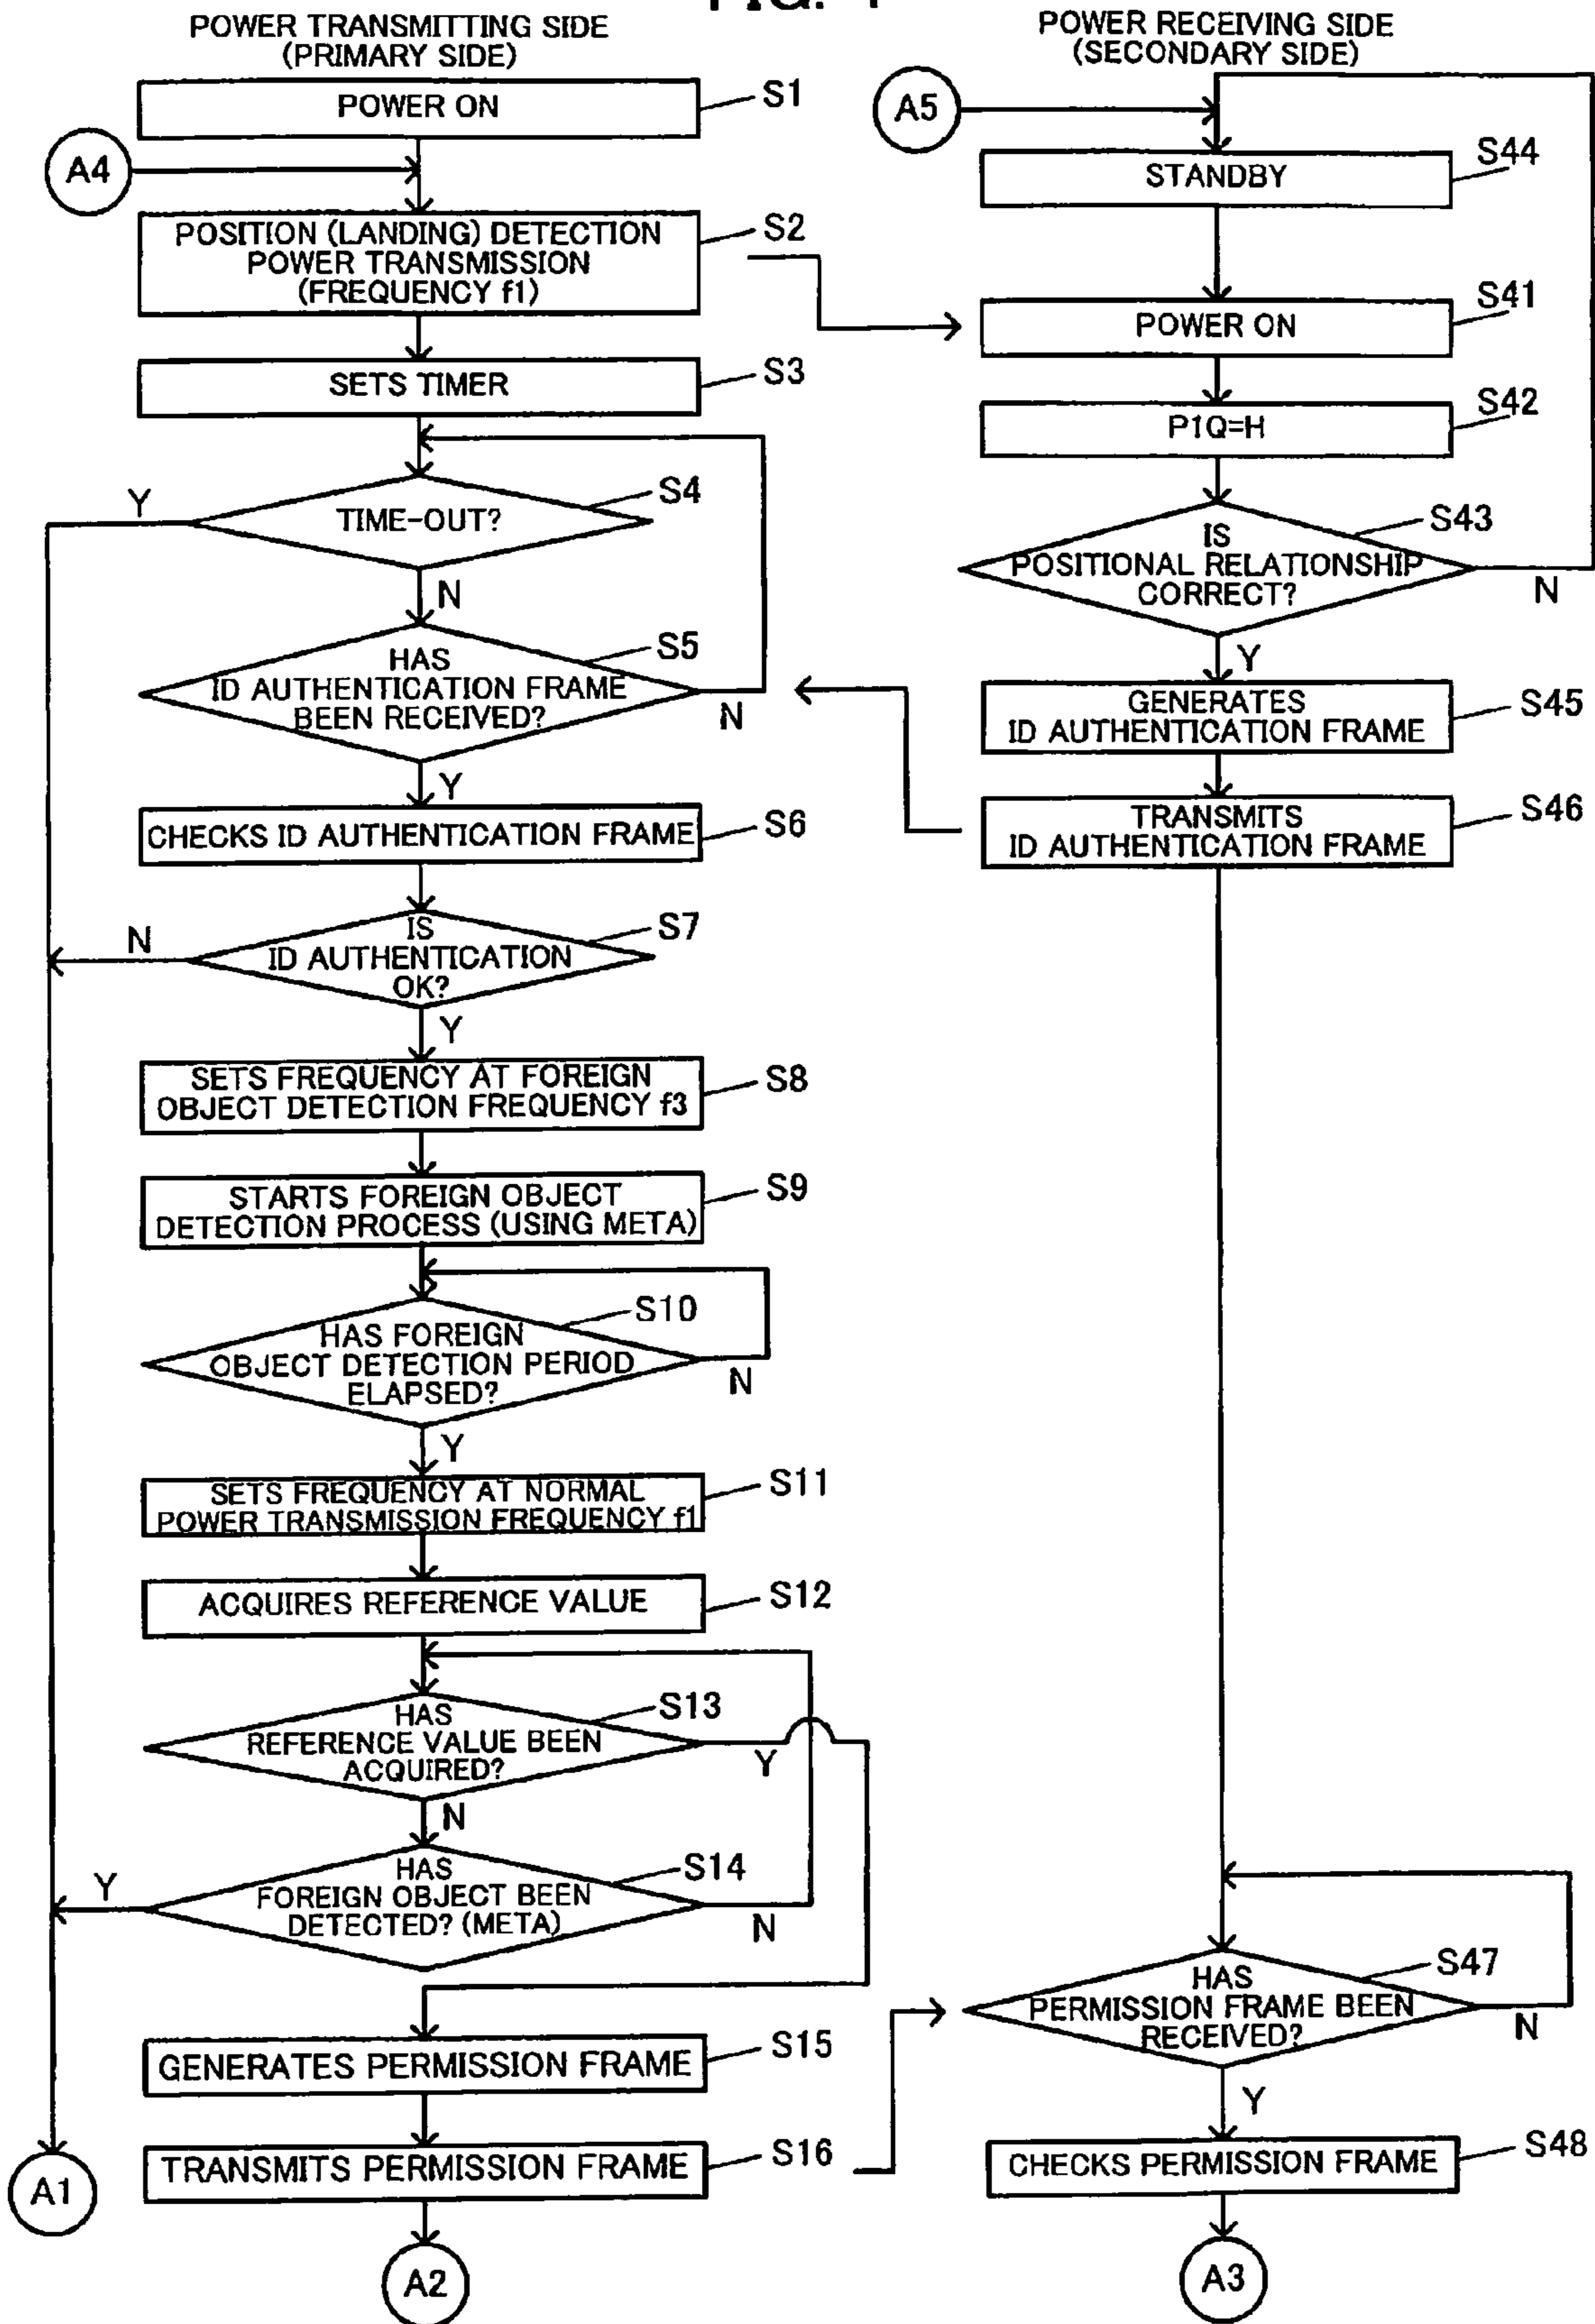 POWER TRANSMITTING SIDE
(PRIMARY SIDE)
POWER ON
S1
A4
POSITION (LANDING) DETECTION
POWER TRANSMISSION
(FREQUENCY f1)
S2
SETS TIMER
S3
TIME-OUT?
S4
Y
N
HAS
ID AUTHENTICATION FRAME
BEEN RECEIVED?
S5
N
Y
CHECKS ID AUTHENTICATION FRAME
S6
IS
ID AUTHENTICATION
OK?
S7
N
Y
SETS FREQUENCY AT FOREIGN
OBJECT DETECTION FREQUENCY f3
S8
STARTS FOREIGN OBJECT
DETECTION PROCESS (USING META)
S9
HAS FOREIGN
OBJECT DETECTION PERIOD
ELAPSED?
S10
N
Y
SETS FREQUENCY AT NORMAL
POWER TRANSMISSION FREQUENCY f1
S11
ACQUIRES REFERENCE VALUE
S12
HAS
REFERENCE VALUE BEEN
ACQUIRED?
S13
Y
N
HAS
FOREIGN OBJECT BEEN
DETECTED? (META)
S14
Y
N
GENERATES PERMISSION FRAME
S15
TRANSMITS PERMISSION FRAME
S16
A1
A2
POWER RECEIVING SIDE
(SECONDARY SIDE)
A5
STANDBY
S44
POWER ON
S41
P1Q=H
S42
IS
POSITIONAL RELATIONSHIP
CORRECT?
S43
N
Y
GENERATES
ID AUTHENTICATION FRAME
S45
TRANSMITS
ID AUTHENTICATION FRAME
S46
HAS
PERMISSION FRAME BEEN
RECEIVED?
S47
N
Y
CHECKS PERMISSION FRAME
S48
A3